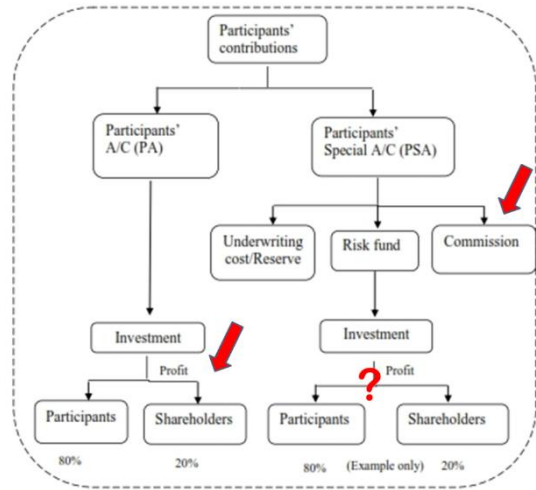 Participants'
contributions
Participants'
A/C (PA)
Participants'
Special A/C (PSA)
Underwriting
cost/Reserve
Risk fund
Commission
Investment
Investment
Profit
Profit
?
Participants
Shareholders
Participants
Shareholders
80%
20%
80%
(Example only)
20%